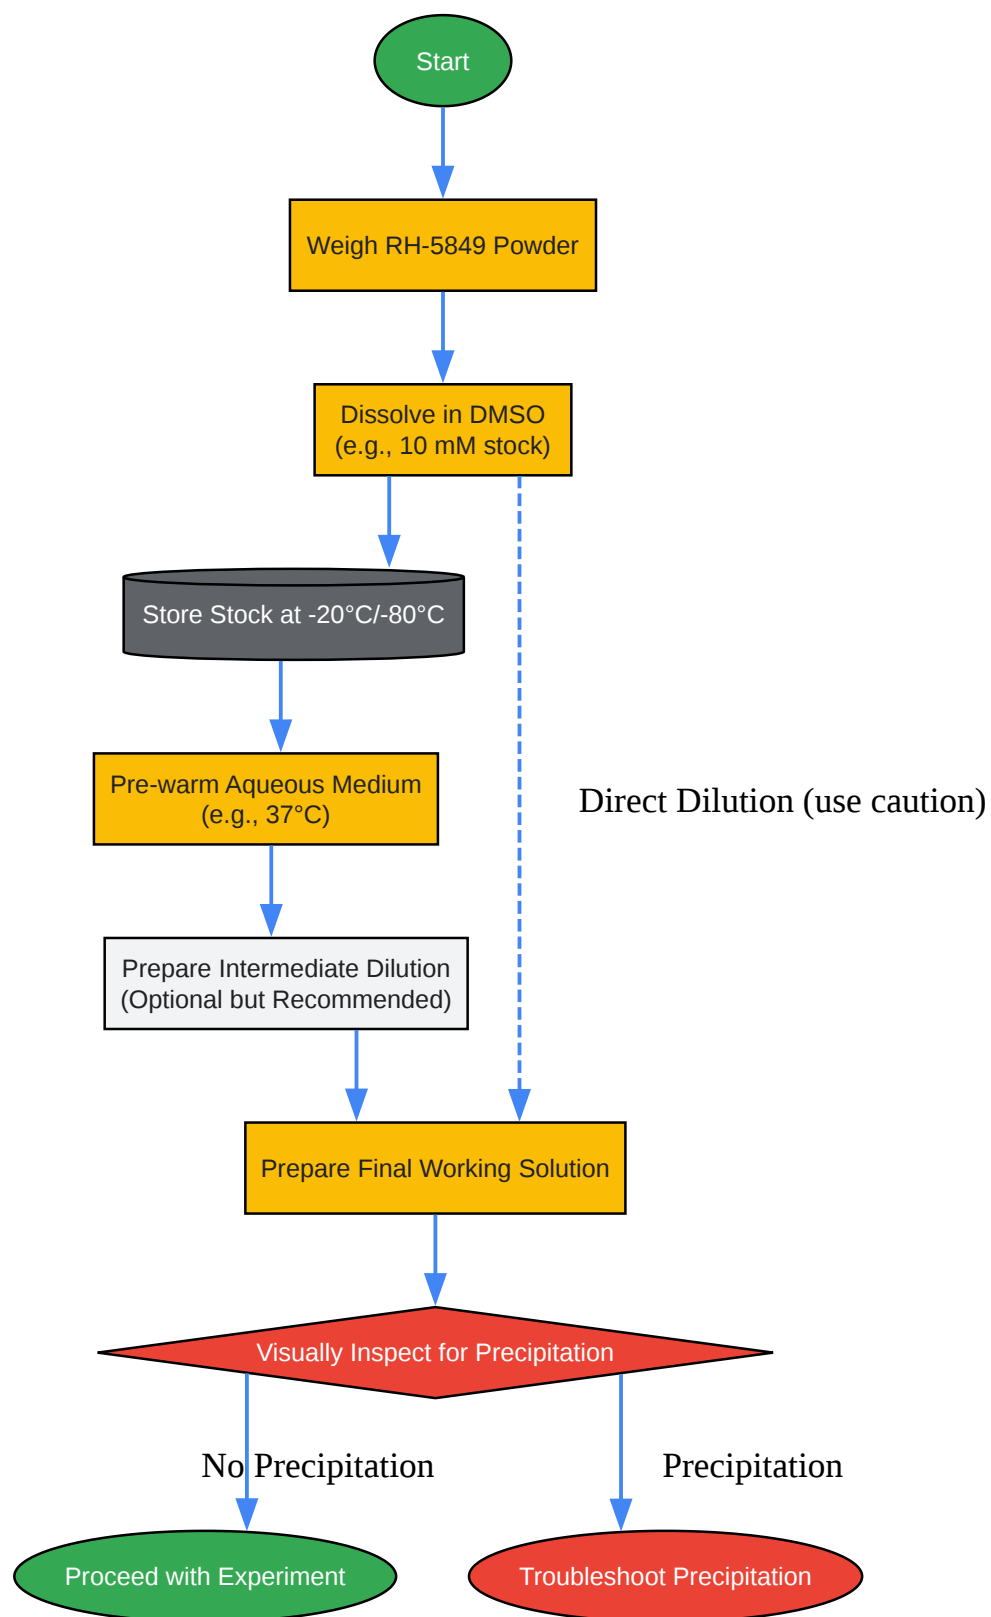 Start
Weigh RH-5849 Powder
Dissolve in DMSO
(e.g., 10 mM stock)
Store Stock at -20°C/-80°C
Pre-warm Aqueous Medium
(e.g., 37°C)
Direct Dilution (use caution)
Prepare Intermediate Dilution
(Optional but Recommended)
Prepare Final Working Solution
Visually Inspect for Precipitation
No Precipitation
Precipitation
Proceed with Experiment
Troubleshoot Precipitation